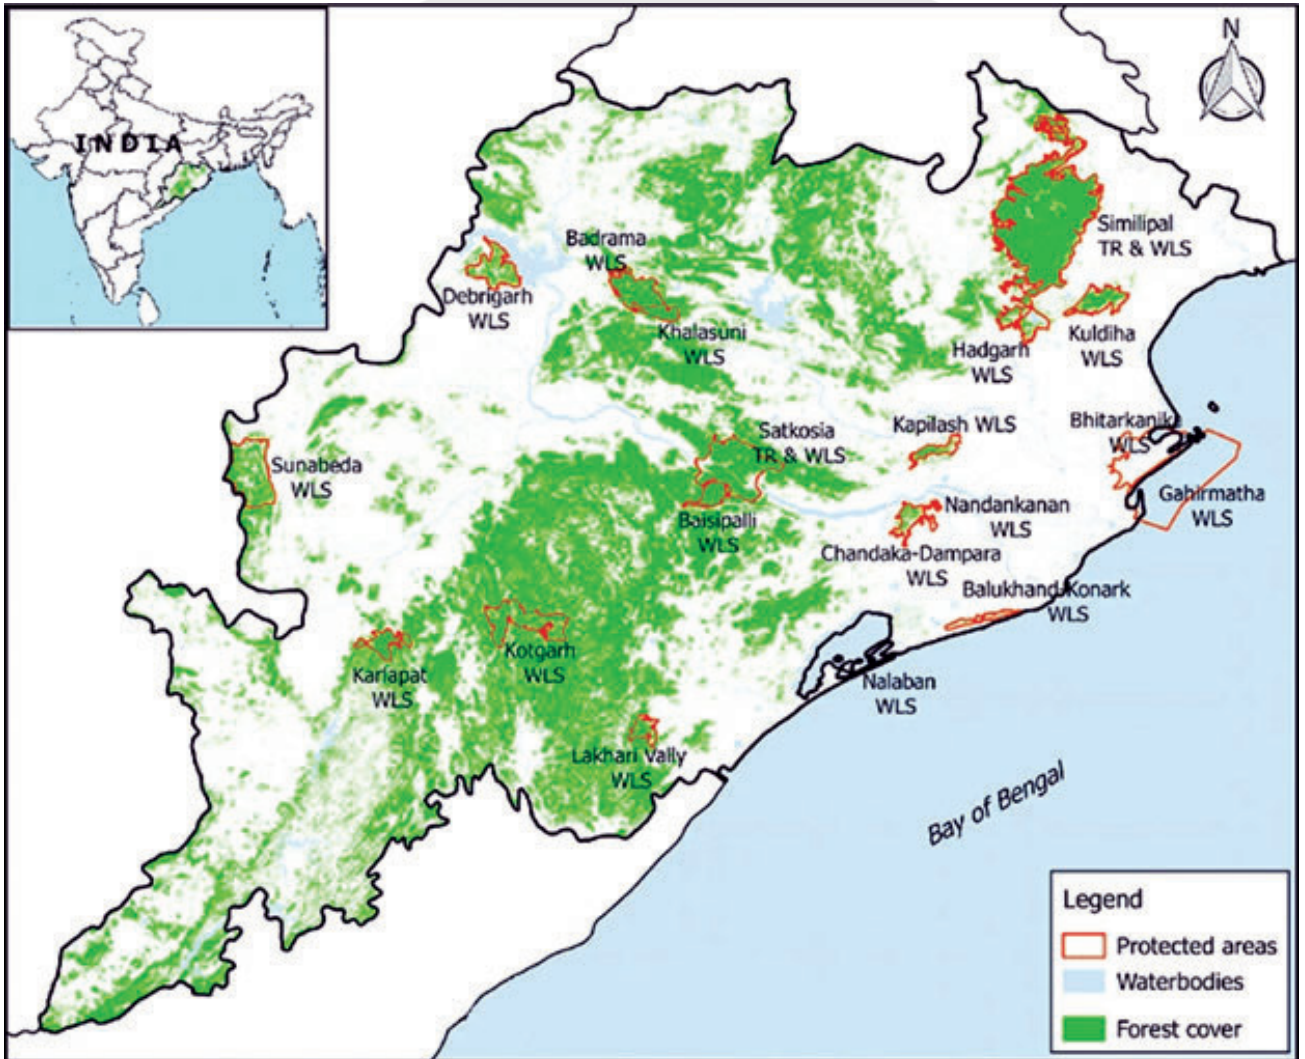 INDIA
N
Similipal
TR & WLS
Badrama
WLS
Debrigarh
WLS
Khalasuni
WLS
Hadgarh
WLS
Kuldiha
WLS
Bhitarkanika
WLS
Kapilash WLS
Satkosia
TR & WLS
Sunabeda
WLS
Gahirmatha
WLS
Nandankanan
WLS
Baisipalli
WLS
Chandaka-Dampara
WLS
Balukhand-Konark
WLS
Kotgarh
WLS
Karlapat
WLS
Nalaban
WLS
Lakhari Vally
WLS
Bay of Bengal
Legend
Protected areas
Waterbodies
Forest cover